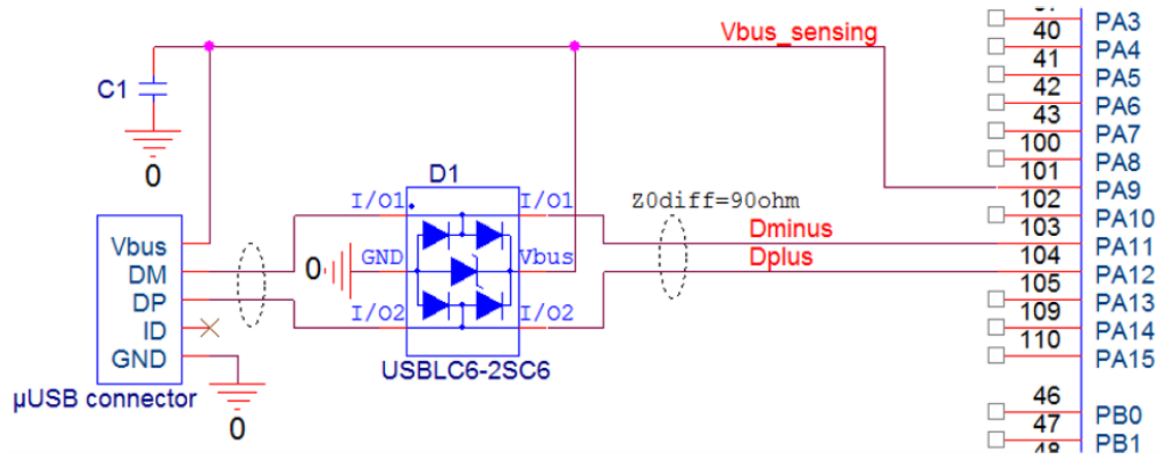 PA3
40
Vbus_sensing
PA4
41
PA5
C1
42
PA6
43
PA7
100
PA8
0
D1
101
I/O1
I/O1
Z0diff=90ohm
PA9
102
PA10
Vbus
Dminus
103
PA11
DM
0
GND
Vbus
Dplus
104
PA12
DP
105
PA13
I/O2
I/O2
ID
109
PA14
GND
110
PA15
USBLC6-2SC6
µUSB connector
46
PB0
0
47
PB1
48